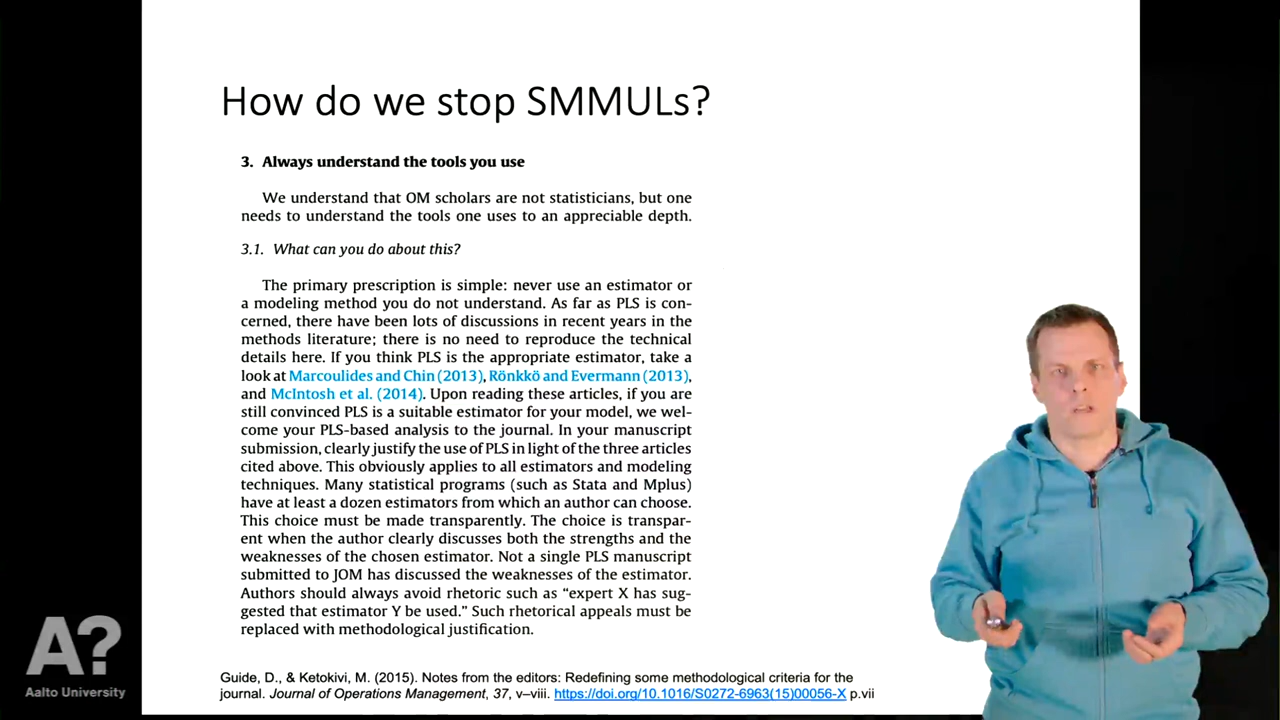 How do we stop SMMULs?
3. Always understand the tools you use
We understand that OM scholars are not statisticians, but one
needs to understand the tools one uses to an appreciable depth.
3.1. What can you do about this?
The primary prescription is simple: never use an estimator or
a modeling method you do not understand. As far as PLS is con-
cerned, there have been lots of discussions in recent years in the
methods literature; there is no need to reproduce the technical
details here. If you think PLS is the appropriate estimator, take a
look at Marcoulides and Chin (2013), Rönkkö and Evermann (2013),
and McIntosh et al. (2014). Upon reading these articles, if you are
still convinced PLS is a suitable estimator for your model, we wel-
come your PLS-based analysis to the journal. In your manuscript
submission, clearly justify the use of PLS in light of the three articles
cited above. This obviously applies to all estimators and modeling
techniques. Many statistical programs (such as Stata and Mplus)
have at least a dozen estimators from which an author can choose.
This choice must be made transparently. The choice is transpar-
ent when the author clearly discusses both the strengths and the
weaknesses of the chosen estimator. Not a single PLS manuscript
submitted to JOM has discussed the weaknesses of the estimator.
Authors should always avoid rhetoric such as “expert X has sug-
gested that estimator Y be used.” Such rhetorical appeals must be
replaced with methodological justification.
Guide, D., & Ketokivi, M. (2015). Notes from the editors: Redefining some methodological criteria for the
journal. Journal of Operations Management, 37, v–viii. https://doi.org/10.1016/S0272-6963(15)00056-X p.vii
A?
Aalto University